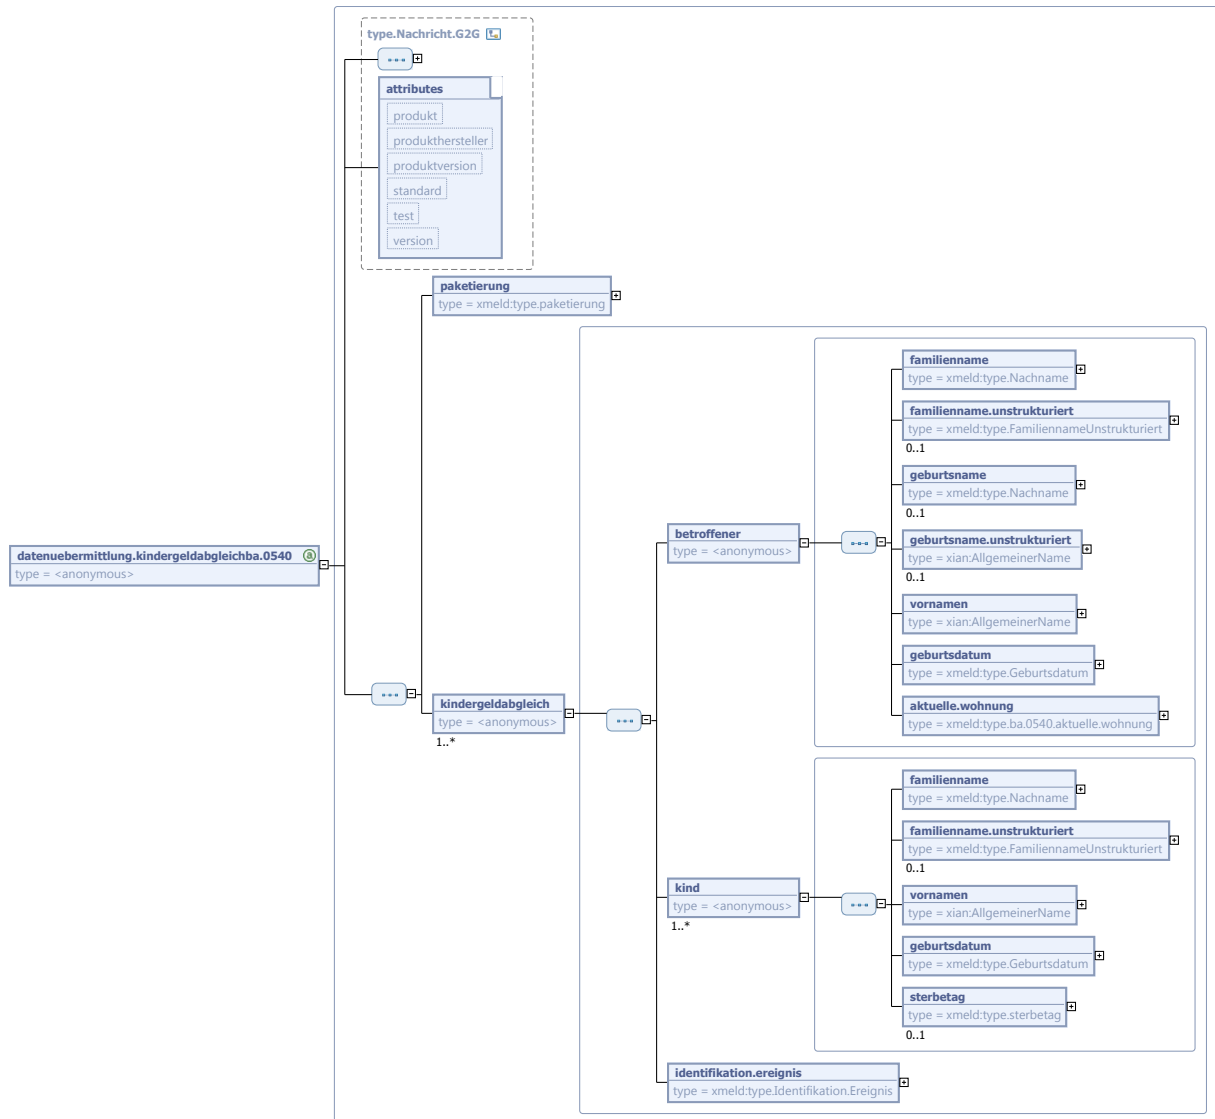 type.Nachricht.G2G
attributes
produkt
produkthersteller
produktversion
standard
test
version
paketierung
type = xmeld:type.paketierung
familienname
type = xmeld:type.Nachname
familienname.unstrukturiert
type = xmeld:type.FamiliennameUnstrukturiert
0..1
geburtsname
type = xmeld:type.Nachname
0..1
betroffener
type = <anonymous>
geburtsname.unstrukturiert
type = xian:AllgemeinerName
0..1
datenuebermittlung.kindergeldabgleichba.0540
type = <anonymous>
vornamen
type = xian:AllgemeinerName
geburtsdatum
type = xmeld:type.Geburtsdatum
aktuelle.wohnung
type = xmeld:type.ba.0540.aktuelle.wohnung
kindergeldabgleich
type = <anonymous>
1..*
familienname
type = xmeld:type.Nachname
familienname.unstrukturiert
type = xmeld:type.FamiliennameUnstrukturiert
0..1
kind
type = <anonymous>
1..*
vornamen
type = xian:AllgemeinerName
geburtsdatum
type = xmeld:type.Geburtsdatum
sterbetag
type = xmeld:type.sterbetag
0..1
identifikation.ereignis
type = xmeld:type.Identifikation.Ereignis